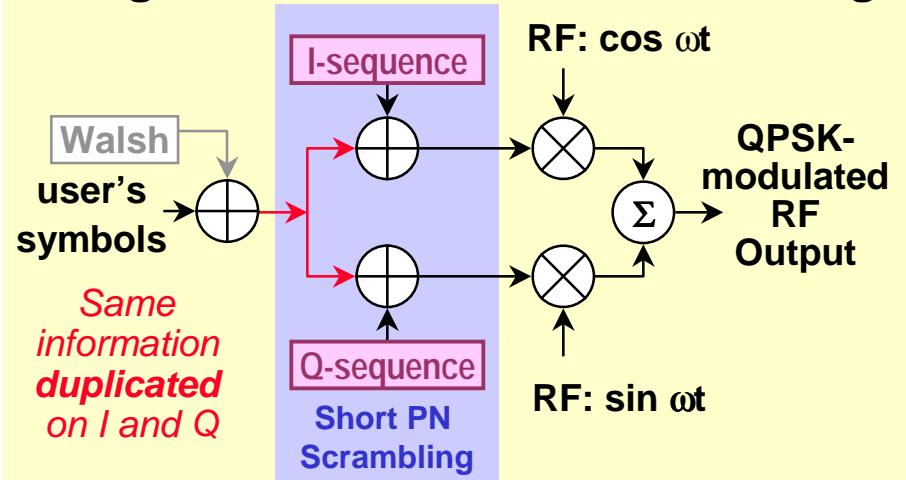 I-sequence
RF: cos ωt
Walsh
user's
symbols
QPSK-
modulated
RF
Output
Σ
Same
information
duplicated
on I and Q
Q-sequence
Short PN
Scrambling
RF: sin ωt